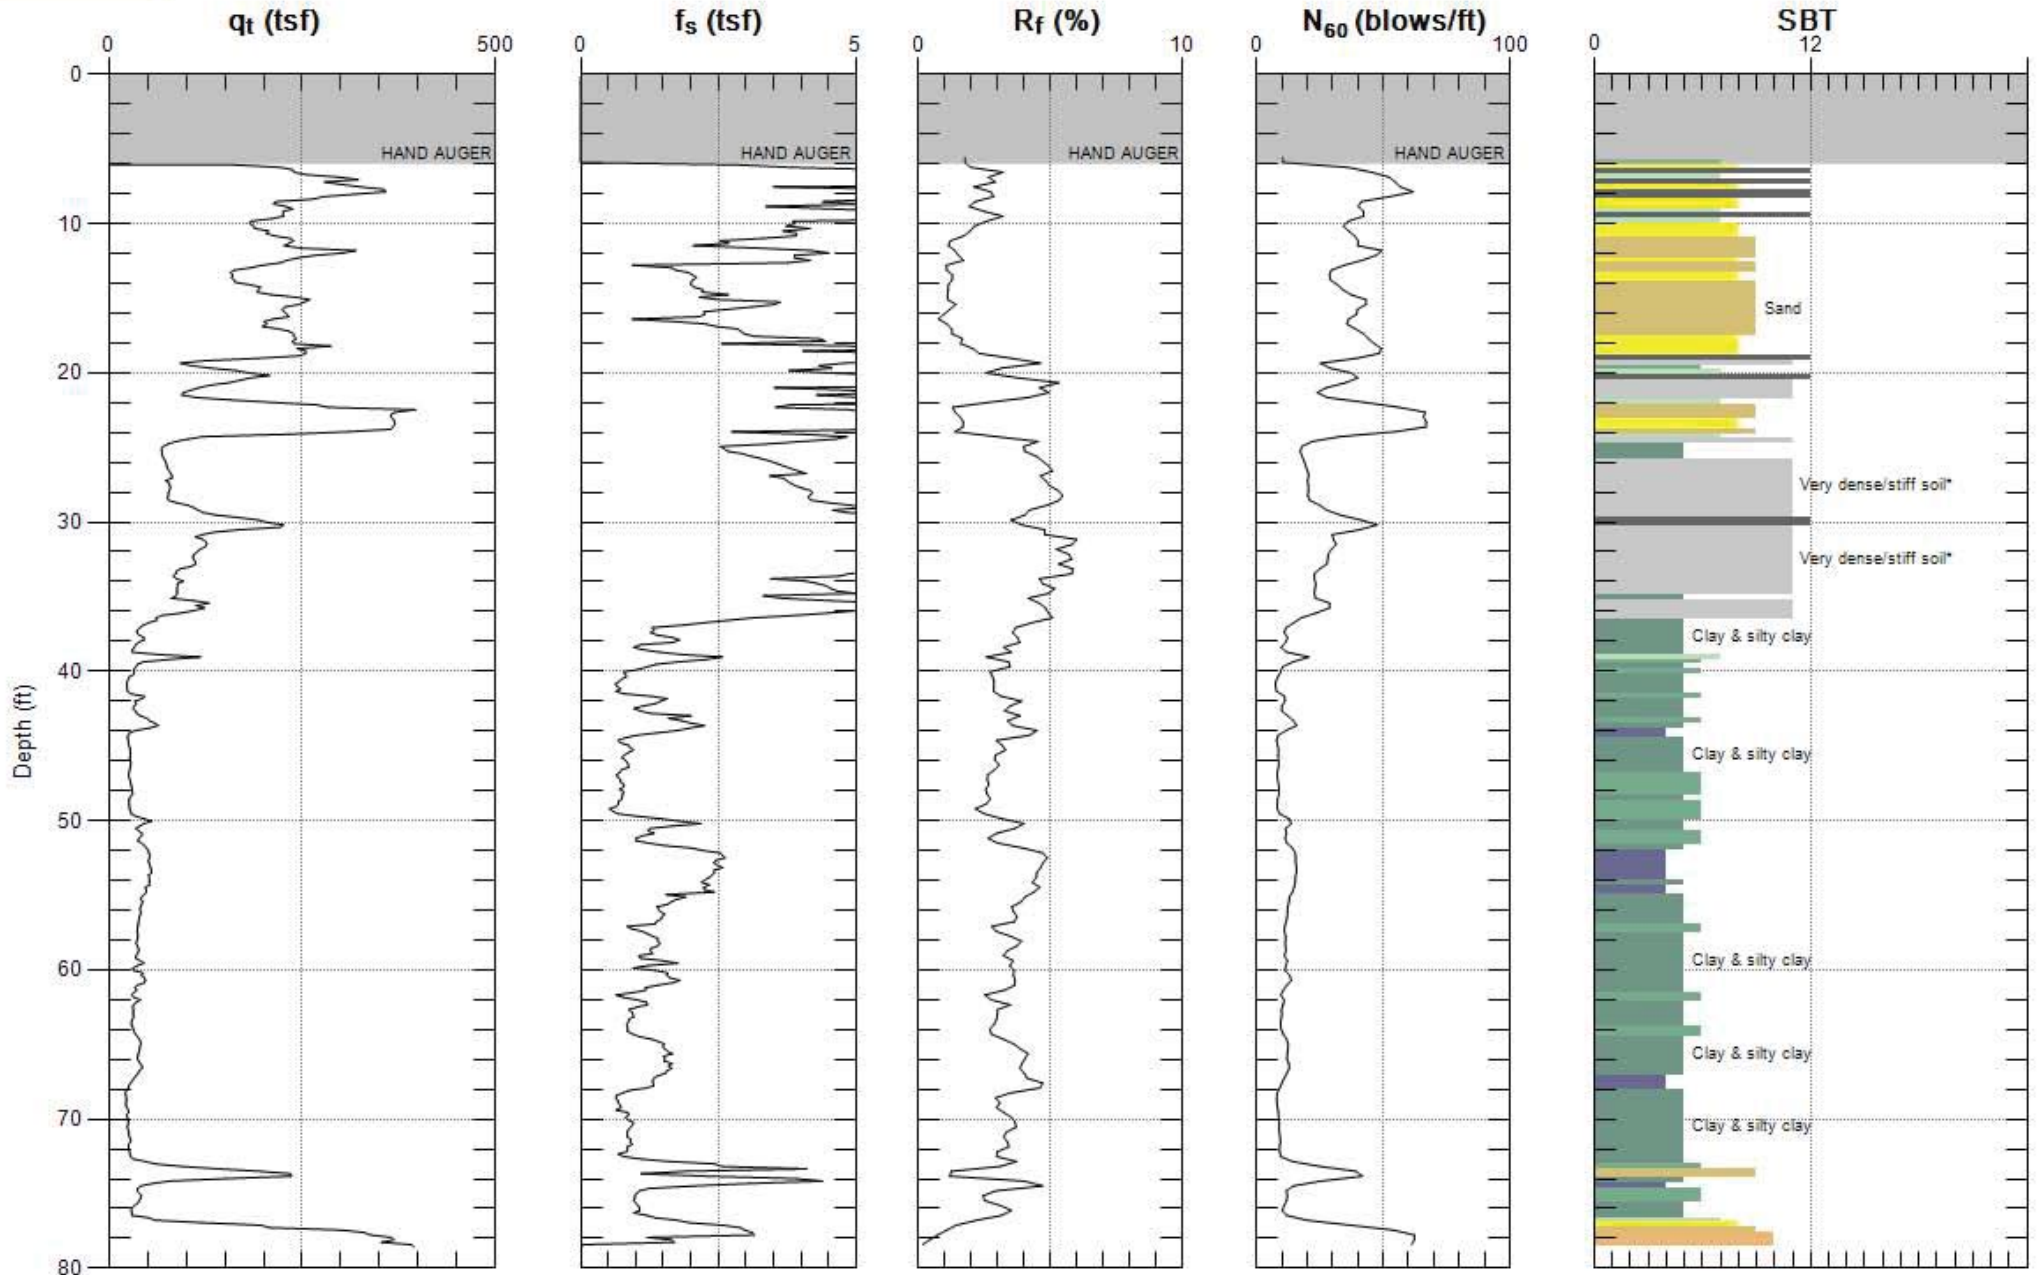 qt (tsf) fs (tsf) Rf (%) N60 (blows/ft) SBT
0 500 0 5 0 10 0 100 0 12
0
HAND AUGER HAND AUGER HAND AUGER HAND AUGER
10
Sand
20
Very dense/stiff soil*
30
Very dense/stiff soil*
Clay & silty clay
40
Depth (ft)
Clay & silty clay
50
Clay & silty clay
60
Clay & silty clay
70
Clay & silty clay
80